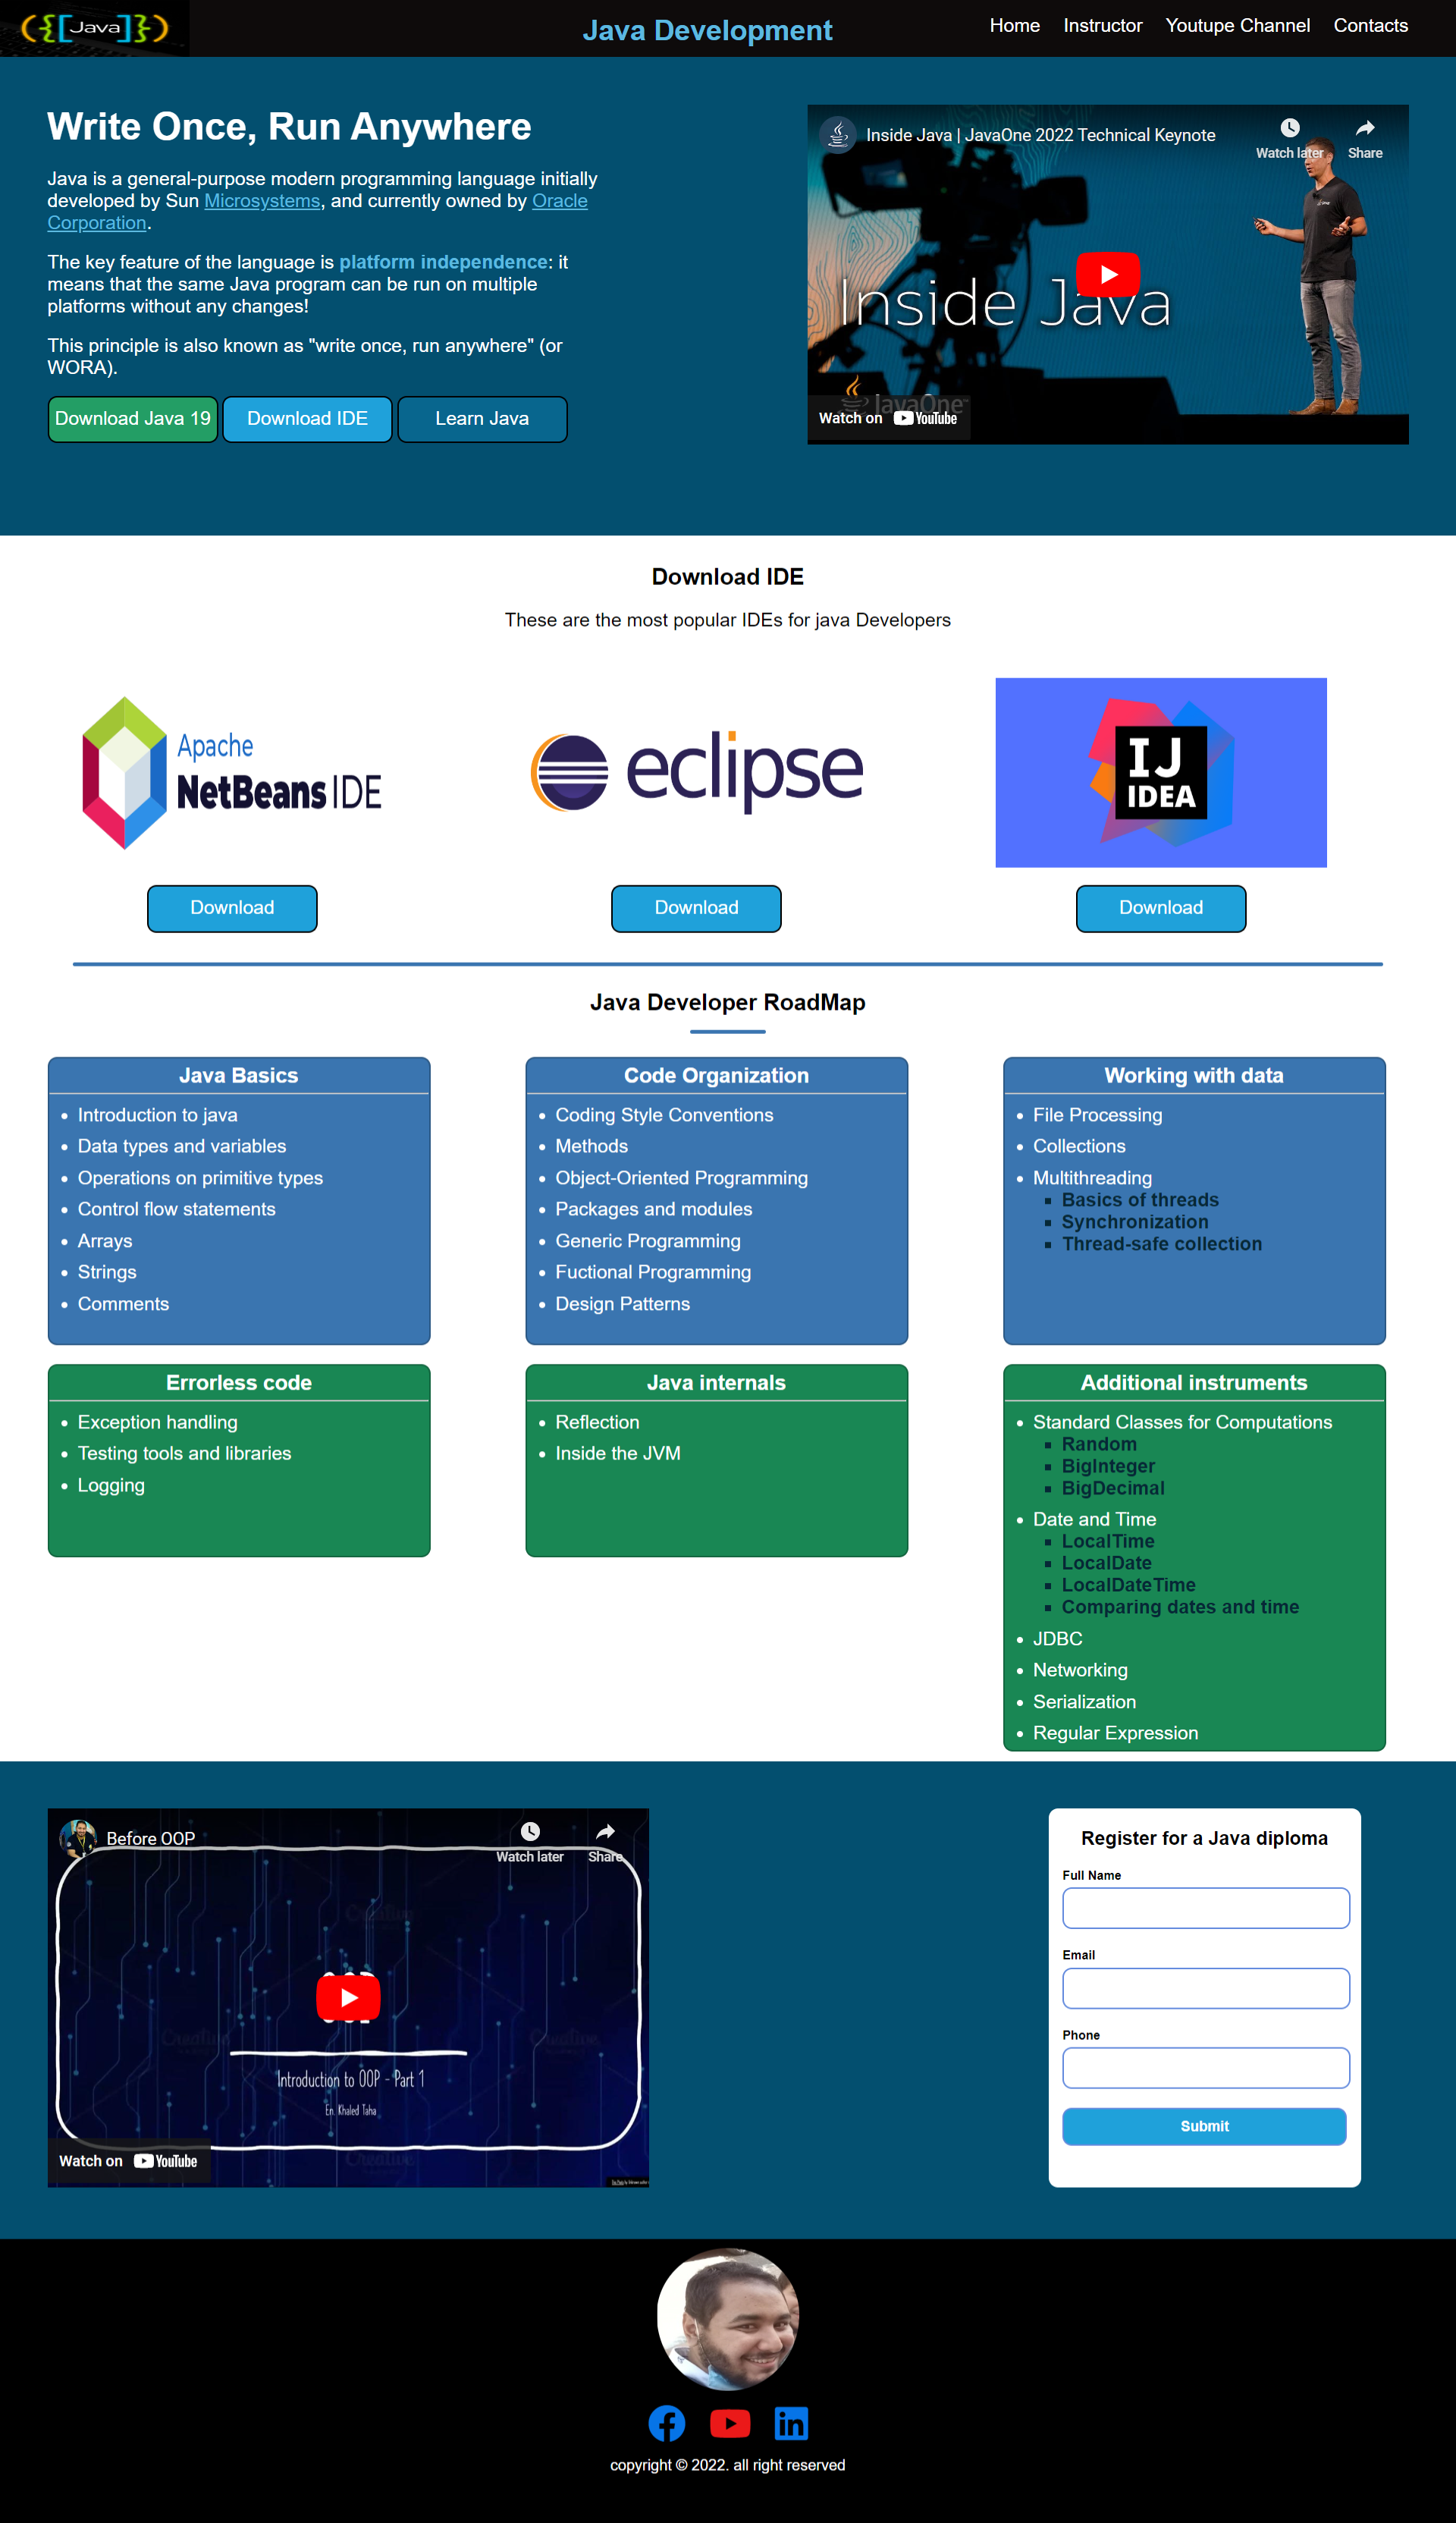 ({[Java]})
Java Development
Home Instructor Youtupe Channel Contacts
Write Once, Run Anywhere
Java is a general-purpose modern programming language initially
developed by Sun Microsystems, and currently owned by Oracle
Corporation.
The key feature of the language is platform independence: it
means that the same Java program can be run on multiple
platforms without any changes!
This principle is also known as "write once, run anywhere" (or
WORA).
Download Java 19 Download IDE Learn Java
Inside Java | JavaOne 2022 Technical Keynote
Watch later Share
Inside Java
JavaOne
Watch on YouTube
Download IDE
These are the most popular IDEs for java Developers
Apache
NetBeans IDE
eclipse
IJ
IDEA
Download Download Download
Java Developer RoadMap
Java Basics
Introduction to java
Data types and variables
Operations on primitive types
Control flow statements
Arrays
Strings
Comments
Code Organization
Coding Style Conventions
Methods
Object-Oriented Programming
Packages and modules
Generic Programming
Fuctional Programming
Design Patterns
Working with data
File Processing
Collections
Multithreading
Basics of threads
Synchronization
Thread-safe collection
Errorless code
Exception handling
Testing tools and libraries
Logging
Java internals
Reflection
Inside the JVM
Additional instruments
Standard Classes for Computations
Random
BigInteger
BigDecimal
Date and Time
LocalTime
LocalDate
LocalDateTime
Comparing dates and time
JDBC
Networking
Serialization
Regular Expression
Before OOP
Watch later Share
Introduction to OOP - Part 1
En. Khaled Taha
Watch on YouTube
Register for a Java diploma
Full Name
Email
Phone
Submit
copyright © 2022. all right reserved